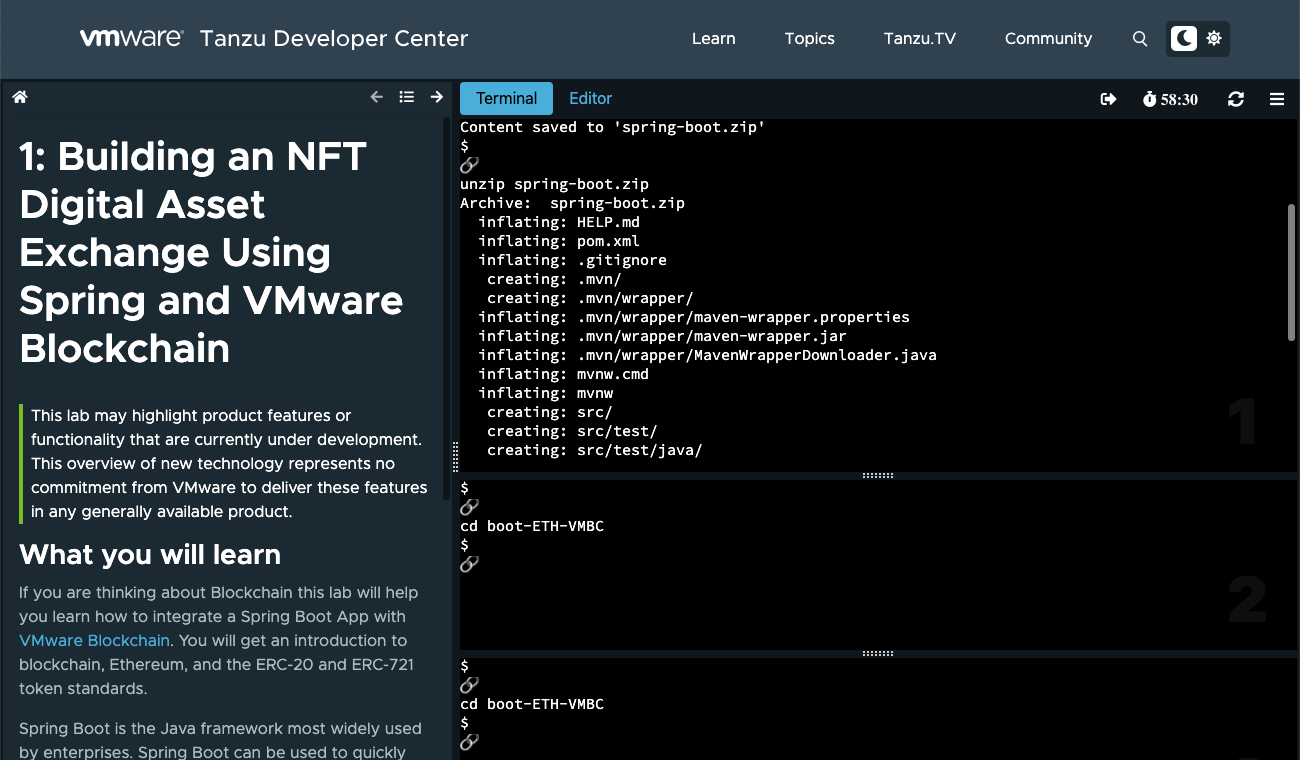 vmware® Tanzu Developer Center
Learn
Topics
Tanzu.TV
Community
1: Building an NFT
Digital Asset
Exchange Using
Spring and VMware
Blockchain
This lab may highlight product features or
functionality that are currently under development.
This overview of new technology represents no
commitment from VMware to deliver these features
in any generally available product.
What you will learn
If you are thinking about Blockchain this lab will help
you learn how to integrate a Spring Boot App with
VMware Blockchain. You will get an introduction to
blockchain, Ethereum, and the ERC-20 and ERC-721
token standards.
Spring Boot is the Java framework most widely used
by enterprises. Spring Boot can be used to quickly
Terminal
Editor
58:30
Content saved to 'spring-boot.zip'
$
unzip spring-boot.zip
Archive:  spring-boot.zip
  inflating: HELP.md
  inflating: pom.xml
  inflating: .gitignore
   creating: .mvn/
   creating: .mvn/wrapper/
  inflating: .mvn/wrapper/maven-wrapper.properties
  inflating: .mvn/wrapper/maven-wrapper.jar
  inflating: .mvn/wrapper/MavenWrapperDownloader.java
  inflating: mvnw.cmd
  inflating: mvnw
   creating: src/
   creating: src/test/
   creating: src/test/java/
1
$
cd boot-ETH-VMBC
$
2
$
cd boot-ETH-VMBC
$